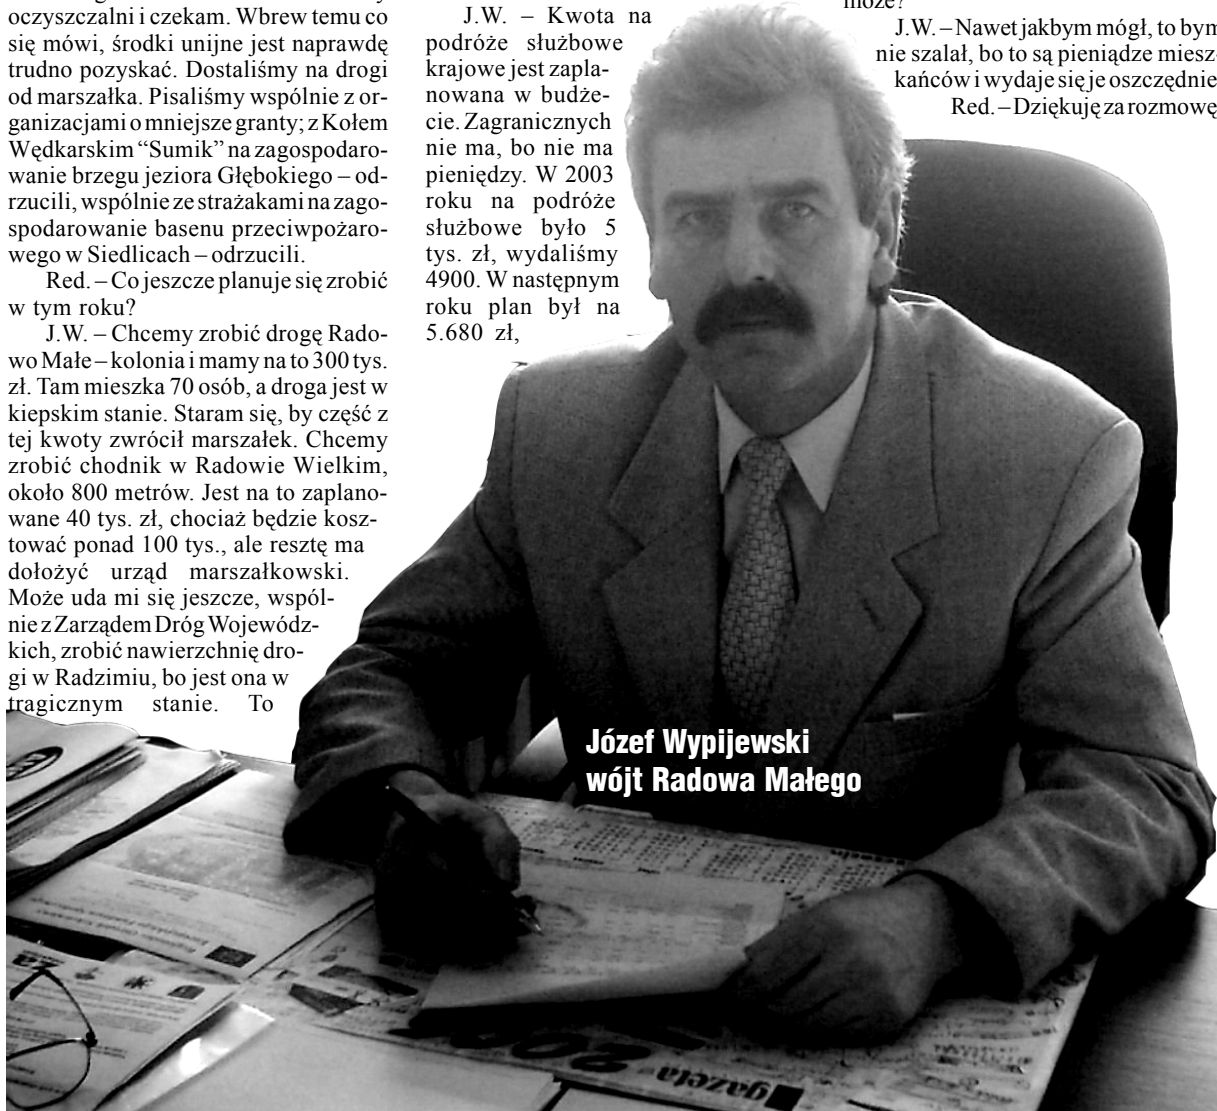 oczyszczalni i czekam. Wbrew temu co
się mówi, środki unijne jest naprawdę
trudno pozyskać. Dostaliśmy na drogi
od marszałka. Pisaliśmy wspólnie z or-
ganizacjami o mniejsze granty; z Kołem
Wędkarskim “Sumik” na zagospodaro-
wanie brzegu jeziora Głębokiego – od-
rzucili, wspólnie ze strażakami na zago-
spodarowanie basenu przeciwpożaro-
wego w Siedlicach – odrzucili.
Red. – Co jeszcze planuje się zrobić
w tym roku?
J.W. – Chcemy zrobić drogę Rado-
wo Małe – kolonia i mamy na to 300 tys.
zł. Tam mieszka 70 osób, a droga jest w
kiepskim stanie. Staram się, by część z
tej kwoty zwrócił marszałek. Chcemy
zrobić chodnik w Radowie Wielkim,
około 800 metrów. Jest na to zaplano-
wane 40 tys. zł, chociaż będzie kosz-
tować ponad 100 tys., ale resztę ma
dołożyć urząd marszałkowski.
Może uda mi się jeszcze, wspól-
nie z Zarządem Dróg Wojewódz-
kich, zrobić nawierzchnię dro-
gi w Radzimiu, bo jest ona w
tragicznym stanie. To
J.W. – Kwota na
podróże służbowe
krajowe jest zapla-
nowana w budże-
cie. Zagranicznych
nie ma, bo nie ma
pieniędzy. W 2003
roku na podróże
służbowe było 5
tys. zł, wydaliśmy
4900. W następnym
roku plan był na
5.680 zł,
może?
J.W. – Nawet jakbym mógł, to bym
nie szalał, bo to są pieniądze miesz-
kańców i wydaje się je oszczędnie
Red. – Dziękuję za rozmowę
Józef Wypijewski
wójt Radowa Małego
gazeta